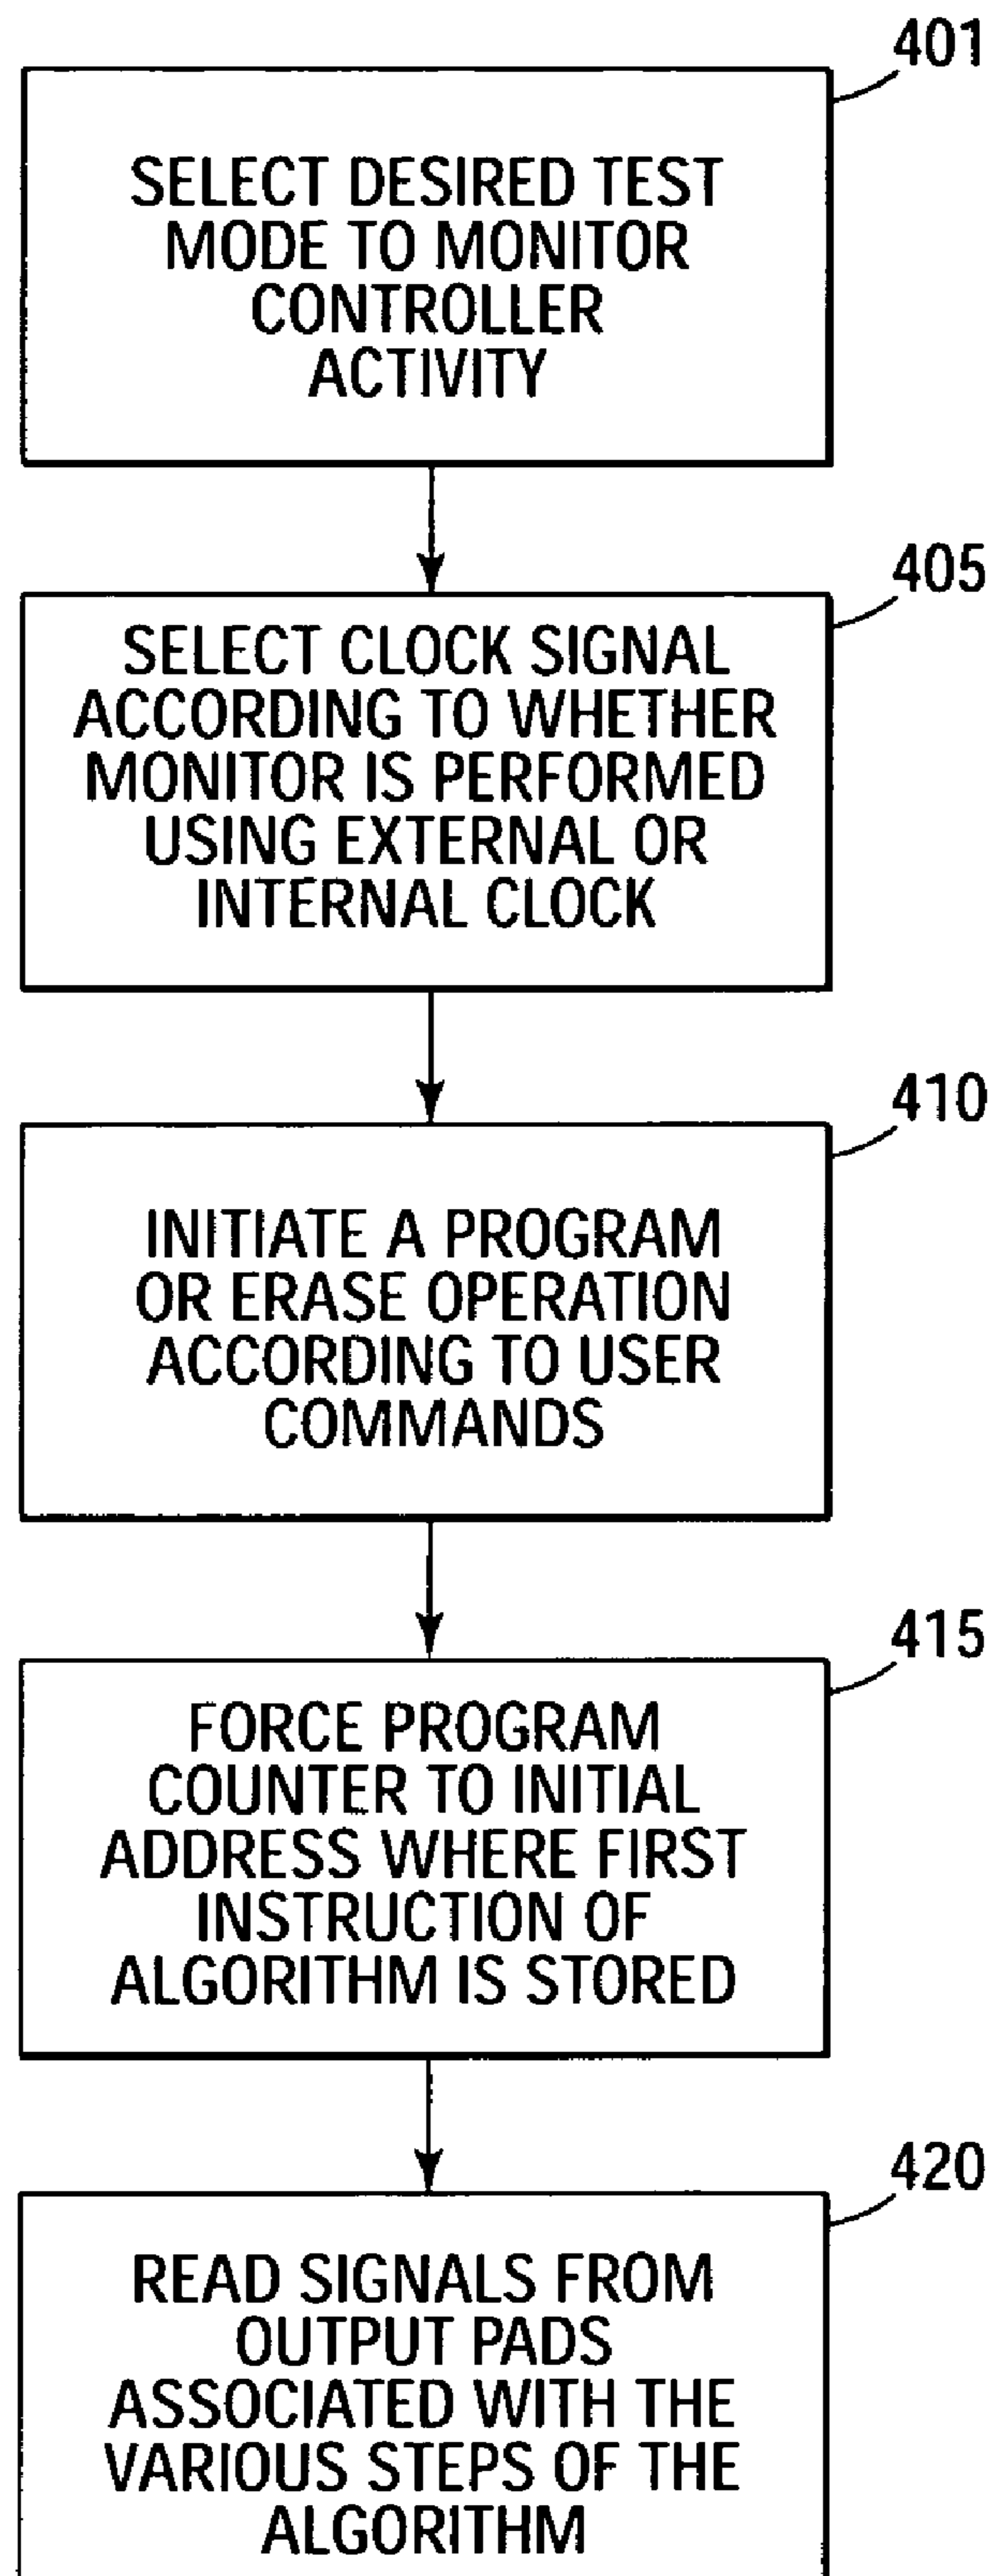 401
SELECT DESIRED TEST
MODE TO MONITOR
CONTROLLER
ACTIVITY
405
SELECT CLOCK SIGNAL
ACCORDING TO WHETHER
MONITOR IS PERFORMED
USING EXTERNAL OR
INTERNAL CLOCK
410
INITIATE A PROGRAM
OR ERASE OPERATION
ACCORDING TO USER
COMMANDS
415
FORCE PROGRAM
COUNTER TO INITIAL
ADDRESS WHERE FIRST
INSTRUCTION OF
ALGORITHM IS STORED
420
READ SIGNALS FROM
OUTPUT PADS
ASSOCIATED WITH THE
VARIOUS STEPS OF THE
ALGORITHM